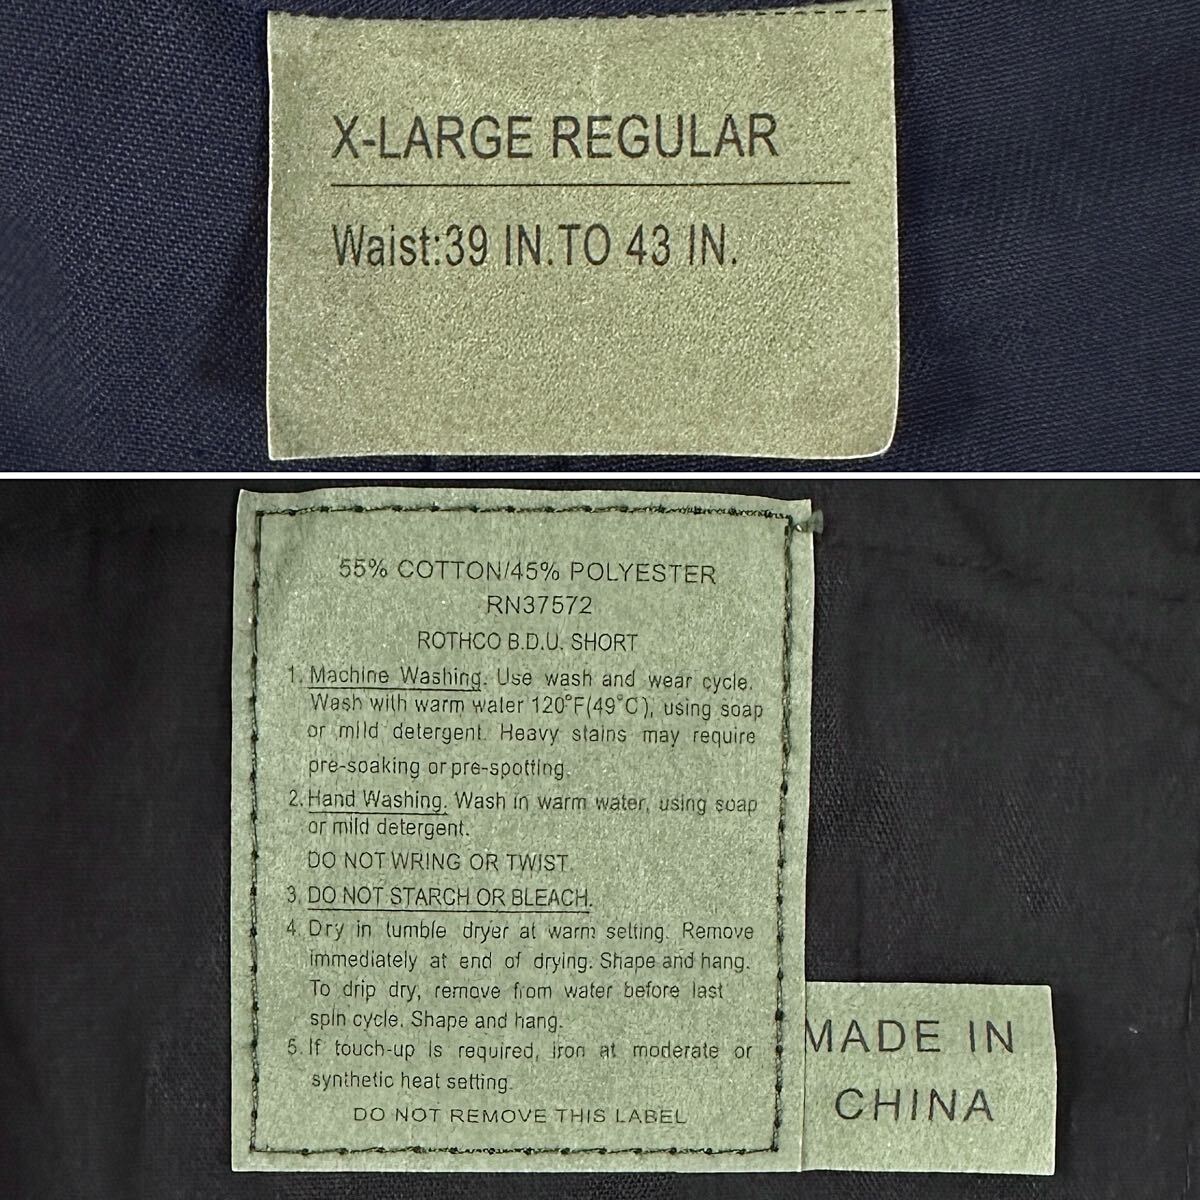 X-LARGE REGULAR
Waist:39 IN.TO 43 IN.
55% COTTON/45% POLYESTER
RN37572
ROTHCO B.D.U. SHORT
1. Machine Washing. Use wash and wear cycle.
Wash with warm water 120°F(49°C), using soap
or mild detergent. Heavy stains may require
pre-soaking or pre-spotting.
2. Hand Washing. Wash in warm water, using soap
or mild detergent.
DO NOT WRING OR TWIST.
3. DO NOT STARCH OR BLEACH.
4. Dry in tumble dryer at warm setting. Remove
immediately at end of drying. Shape and hang.
To drip dry, remove from water before last
spin cycle. Shape and hang.
5. If touch-up is required, iron at moderate or
synthetic heat setting.
DO NOT REMOVE THIS LABEL
MADE IN
CHINA